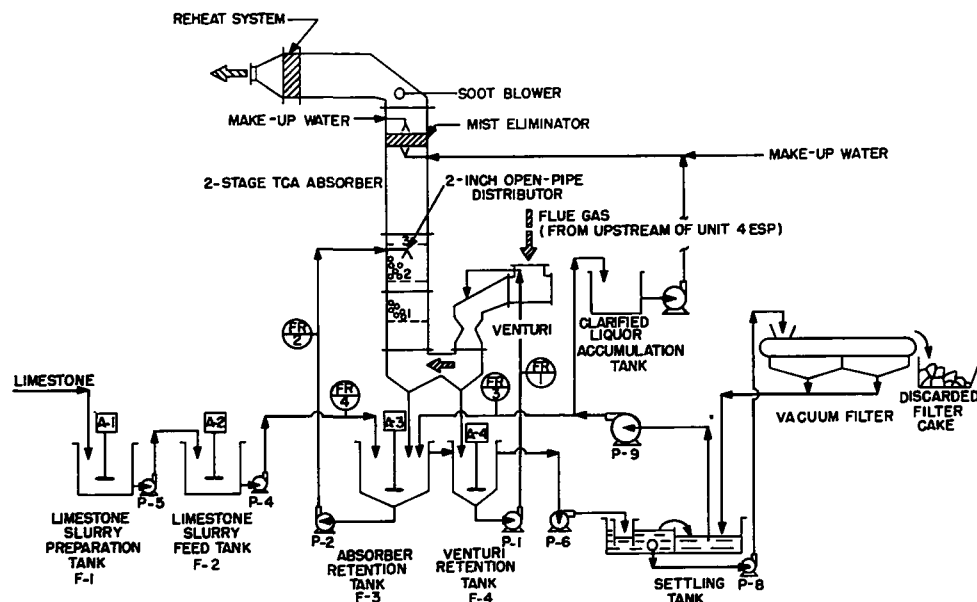 REHEAT SYSTEM
SOOT BLOWER
MAKE-UP WATER
MIST ELIMINATOR
MAKE-UP WATER
2-STAGE TCA ABSORBER
2-INCH OPEN-PIPE
DISTRIBUTOR
FLUE GAS
(FROM UPSTREAM OF UNIT 4 ESP)
3
2
1
FR
2
VENTURI
CLARIFIED
LIQUOR
ACCUMULATION
TANK
FR
1
FR
3
FR
4
VACUUM FILTER
DISCARDED
FILTER
CAKE
LIMESTONE
A-1
A-2
A-3
A-4
P-5
P-4
P-2
P-1
P-6
P-9
P-8
LIMESTONE
SLURRY
PREPARATION
TANK
F-1
LIMESTONE
SLURRY
FEED TANK
F-2
ABSORBER
RETENTION
TANK
F-3
VENTURI
RETENTION
TANK
F-4
SETTLING
TANK